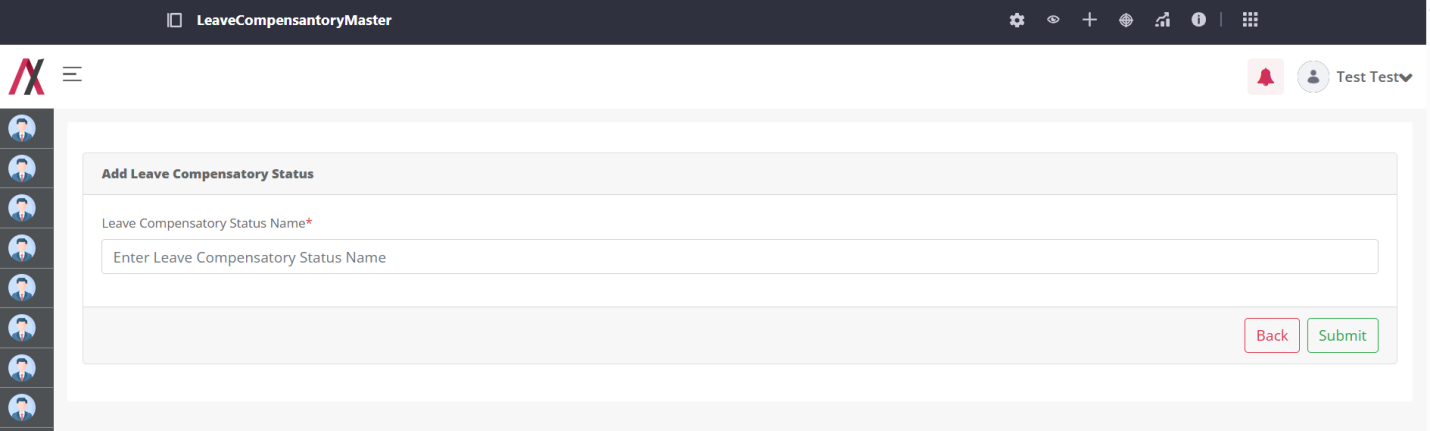 LeaveCompensantoryMaster
Test Test
Add Leave Compensatory Status
Leave Compensatory Status Name*
Enter Leave Compensatory Status Name
Back Submit